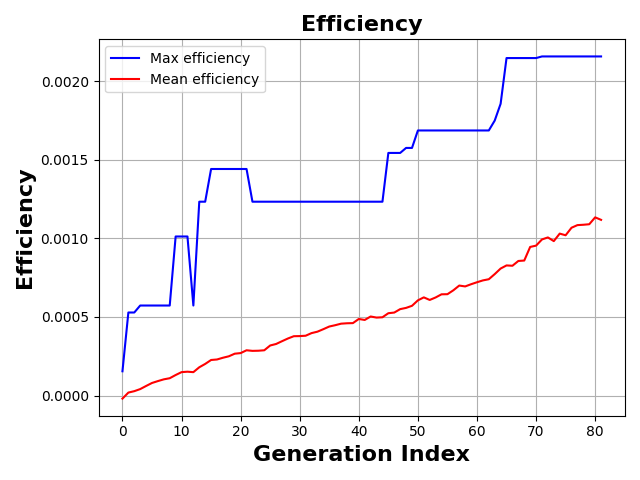 Efficiency
Max efficiency
Mean efficiency
Efficiency
0.0020
0.0015
0.0010
0.0005
0.0000
0 10 20 30 40 50 60 70 80
Generation Index